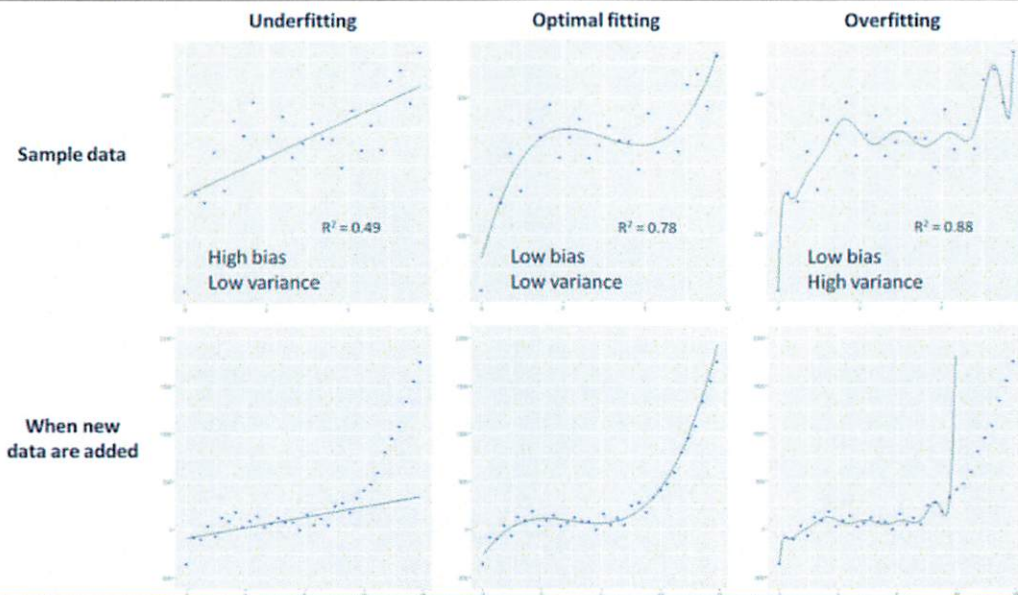 Underfitting
Optimal fitting
Overfitting
Sample data
R² = 0.49
High bias
Low variance
R² = 0.78
Low bias
Low variance
R² = 0.88
Low bias
High variance
When new
data are added